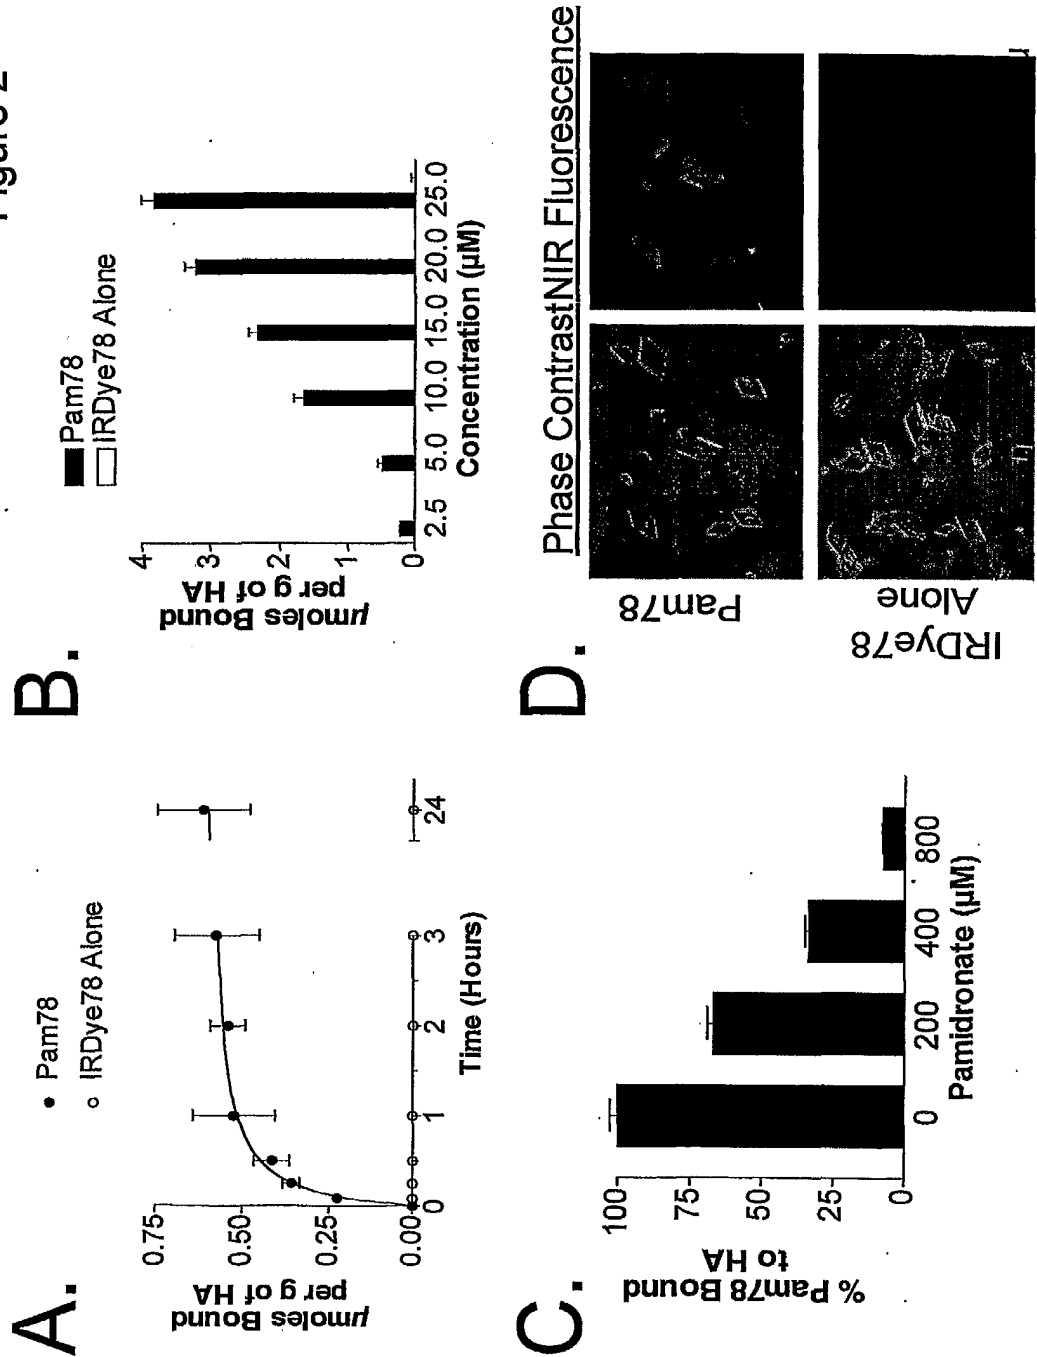 Figure 2
A.
● Pam78
○ IRDye78 Alone
µmoles Bound
per g of HA
0.75
0.50
0.25
0.00
0 1 2 3 24
Time (Hours)
B.
Pam78
IRDye78 Alone
µmoles Bound
per g of HA
4
3
2
1
0
2.5 5.0 10.0 15.0 20.0 25.0
Concentration (µM)
C.
% Pam78 Bound
to HA
100
75
50
25
0
0 200 400 800
Pamidronate (µM)
D.
Phase Contrast NIR Fluorescence
Pam78
IRDye78
Alone